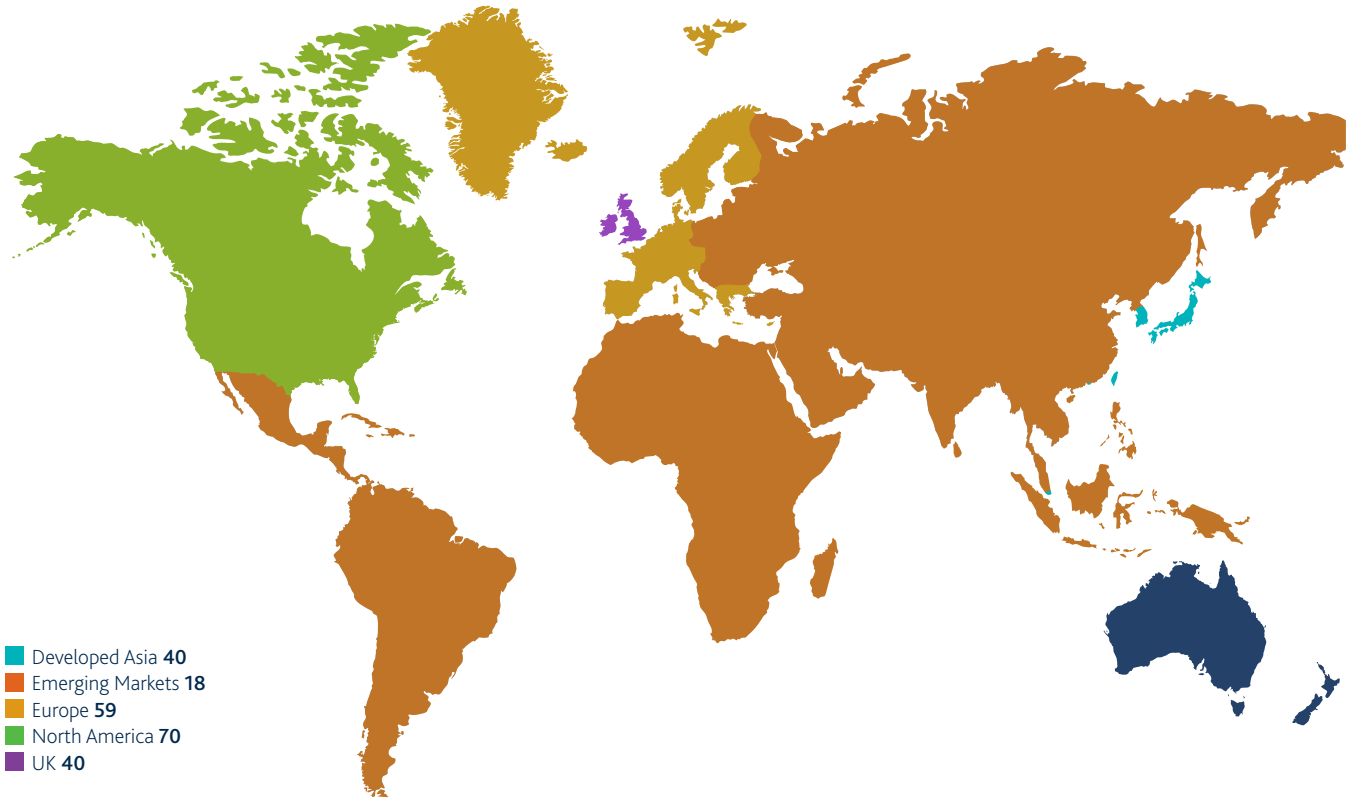 Developed Asia 40
Emerging Markets 18
Europe 59
North America 70
UK 40